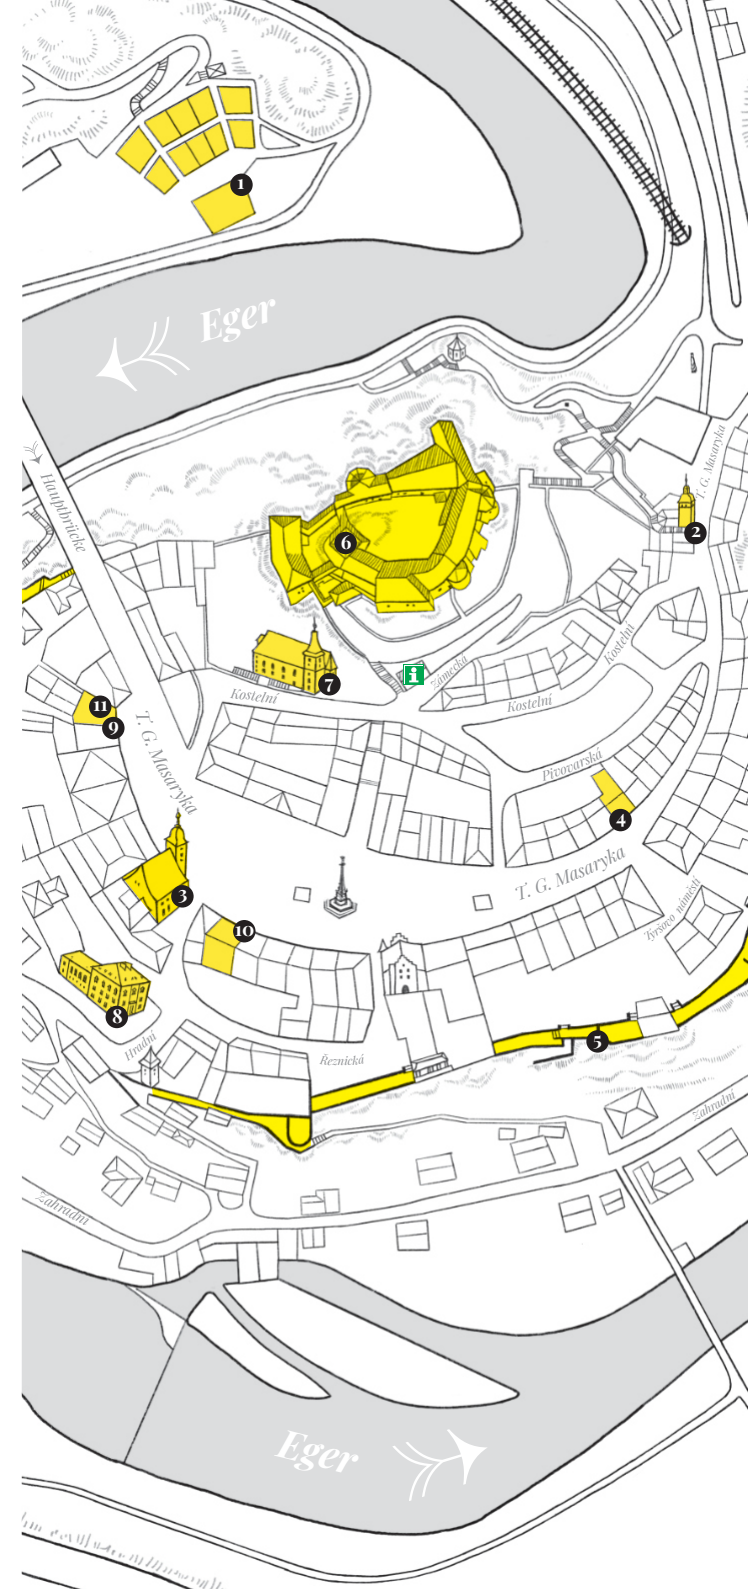 1
Eger
T. G. Masaryka
Hauptbrücke
2
6
Kostelní
7
i
Zámecká
Kostelní
Kostelní
11
9
T. G. Masaryka
Pivovarská
4
T. G. Masaryka
3
10
Tyršovo náměstí
8
Hradní
Řeznická
5
Zahradní
Zahradní
Eger